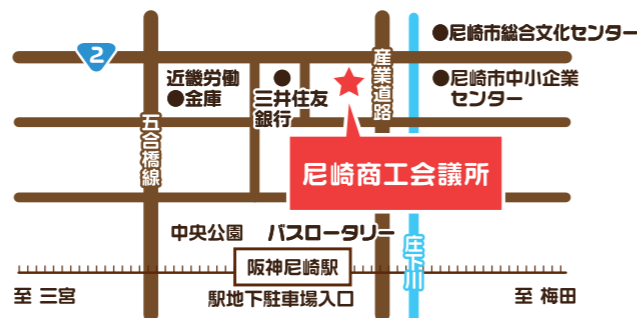 ●尼崎市総合文化センター
2
産業道路
近畿労働
●金庫
●
三井住友
銀行
●尼崎市中小企業
センター
五合橋線
尼崎商工会議所
中央公園
バスロータリー
庄下川
阪神尼崎駅
至 三宮
駅地下駐車場入口
至 梅田